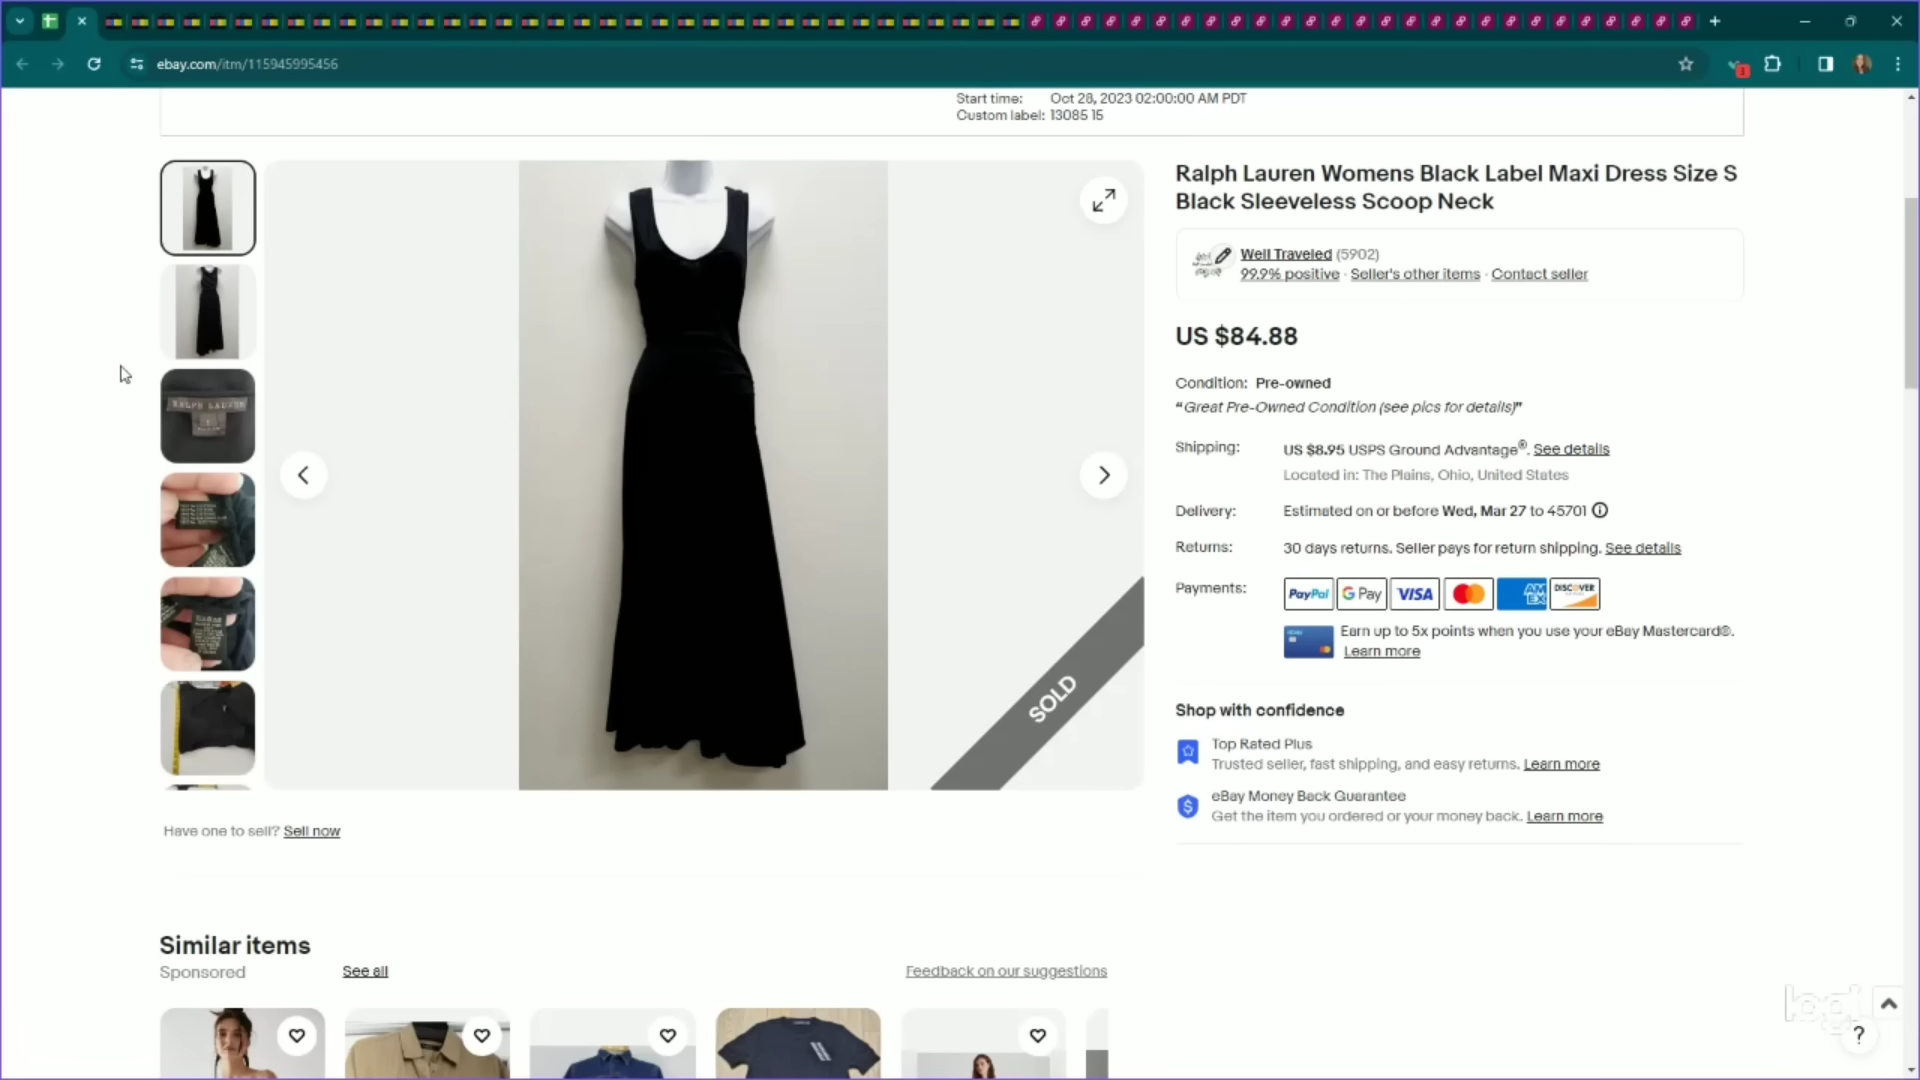 ebay.com/itm/115945995456
Start time: Oct 28, 2023 02:00:00 AM PDT
Custom label: 13085 15
Ralph Lauren Womens Black Label Maxi Dress Size S
Black Sleeveless Scoop Neck
Well Traveled (5902)
99.9% positive · Seller's other items · Contact seller
US $84.88
Condition: Pre-owned
“Great Pre-Owned Condition (see pics for details)”
Shipping: US $8.95 USPS Ground Advantage®. See details
Located in: The Plains, Ohio, United States
Delivery: Estimated on or before Wed, Mar 27 to 45701
Returns: 30 days returns. Seller pays for return shipping. See details
Payments: PayPal G Pay VISA AM EX DISCOVER
Earn up to 5x points when you use your eBay Mastercard®.
Learn more
SOLD
Shop with confidence
Top Rated Plus
Trusted seller, fast shipping, and easy returns. Learn more
eBay Money Back Guarantee
Get the item you ordered or your money back. Learn more
RALPH LAUREN
Have one to sell? Sell now
Similar items
Sponsored See all Feedback on our suggestions
logi
?